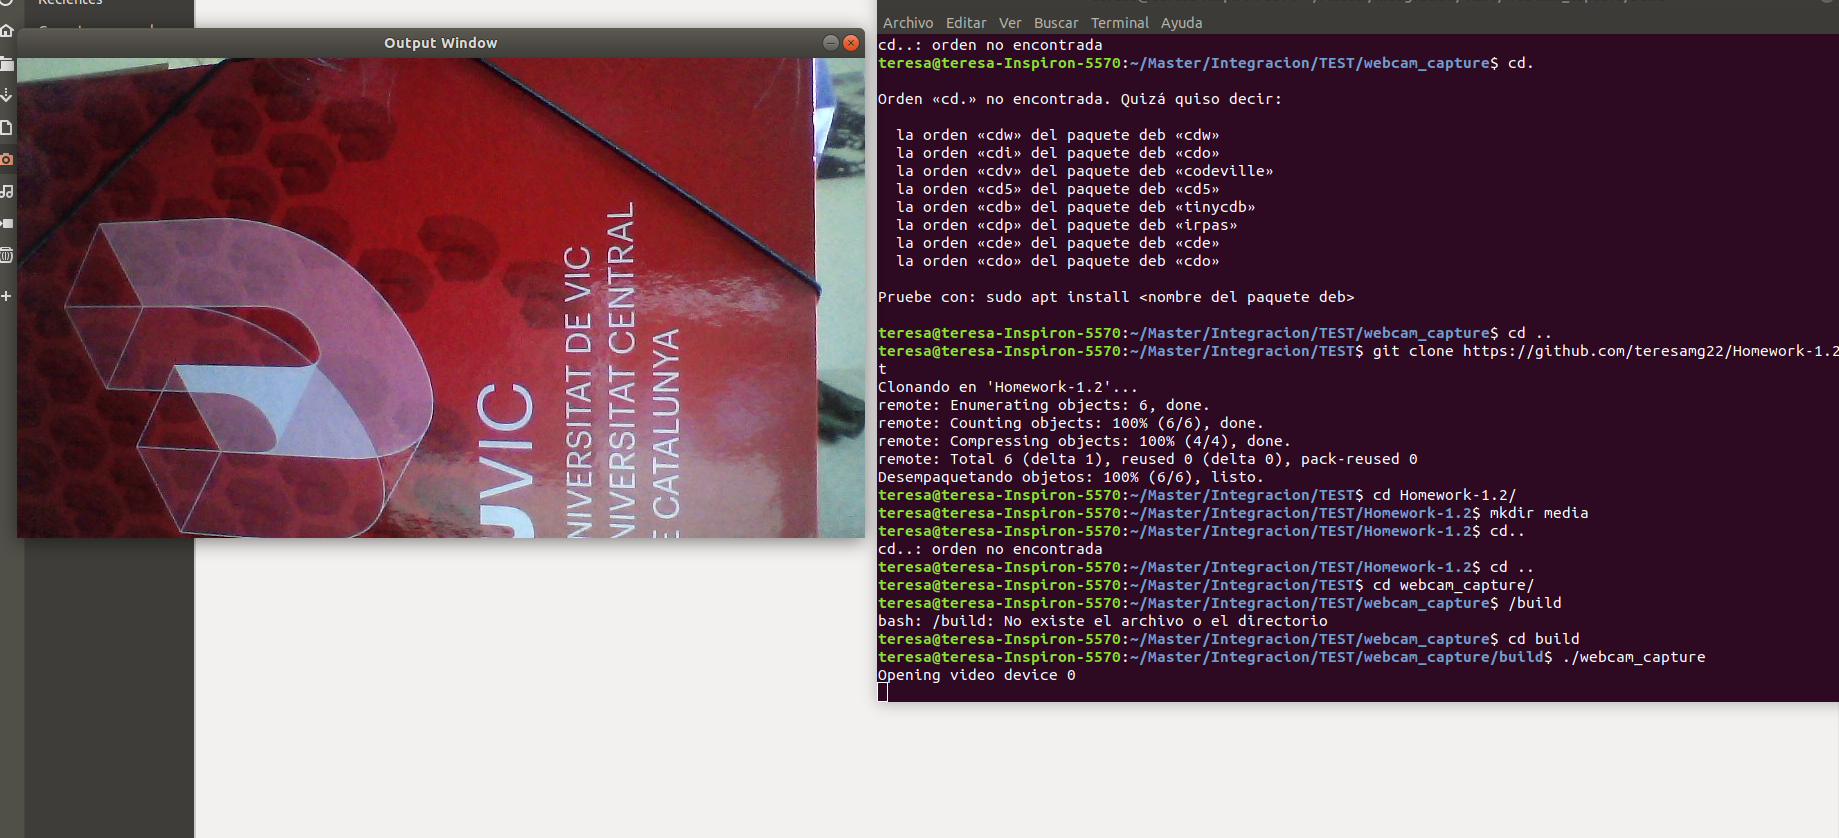 Recientes
Output Window
UVIC
UNIVERSITAT DE VIC
UNIVERSITAT CENTRAL
DE CATALUNYA
Archivo Editar Ver Buscar Terminal Ayuda
cd..: orden no encontrada
teresa@teresa-Inspiron-5570:~/Master/Integracion/TEST/webcam_capture$ cd.
Orden «cd.» no encontrada. Quizá quiso decir:
la orden «cdw» del paquete deb «cdw»
la orden «cdi» del paquete deb «cdo»
la orden «cdv» del paquete deb «codeville»
la orden «cd5» del paquete deb «cd5»
la orden «cdb» del paquete deb «tinycdb»
la orden «cdp» del paquete deb «irpas»
la orden «cde» del paquete deb «cde»
la orden «cdo» del paquete deb «cdo»
Pruebe con: sudo apt install <nombre del paquete deb>
teresa@teresa-Inspiron-5570:~/Master/Integracion/TEST/webcam_capture$ cd ..
teresa@teresa-Inspiron-5570:~/Master/Integracion/TEST$ git clone https://github.com/teresamg22/Homework-1.2
t
Clonando en 'Homework-1.2'...
remote: Enumerating objects: 6, done.
remote: Counting objects: 100% (6/6), done.
remote: Compressing objects: 100% (4/4), done.
remote: Total 6 (delta 1), reused 0 (delta 0), pack-reused 0
Desempaquetando objetos: 100% (6/6), listo.
teresa@teresa-Inspiron-5570:~/Master/Integracion/TEST$ cd Homework-1.2/
teresa@teresa-Inspiron-5570:~/Master/Integracion/TEST/Homework-1.2$ mkdir media
teresa@teresa-Inspiron-5570:~/Master/Integracion/TEST/Homework-1.2$ cd..
cd..: orden no encontrada
teresa@teresa-Inspiron-5570:~/Master/Integracion/TEST/Homework-1.2$ cd ..
teresa@teresa-Inspiron-5570:~/Master/Integracion/TEST$ cd webcam_capture/
teresa@teresa-Inspiron-5570:~/Master/Integracion/TEST/webcam_capture$ /build
bash: /build: No existe el archivo o el directorio
teresa@teresa-Inspiron-5570:~/Master/Integracion/TEST/webcam_capture$ cd build
teresa@teresa-Inspiron-5570:~/Master/Integracion/TEST/webcam_capture/build$ ./webcam_capture
Opening video device 0